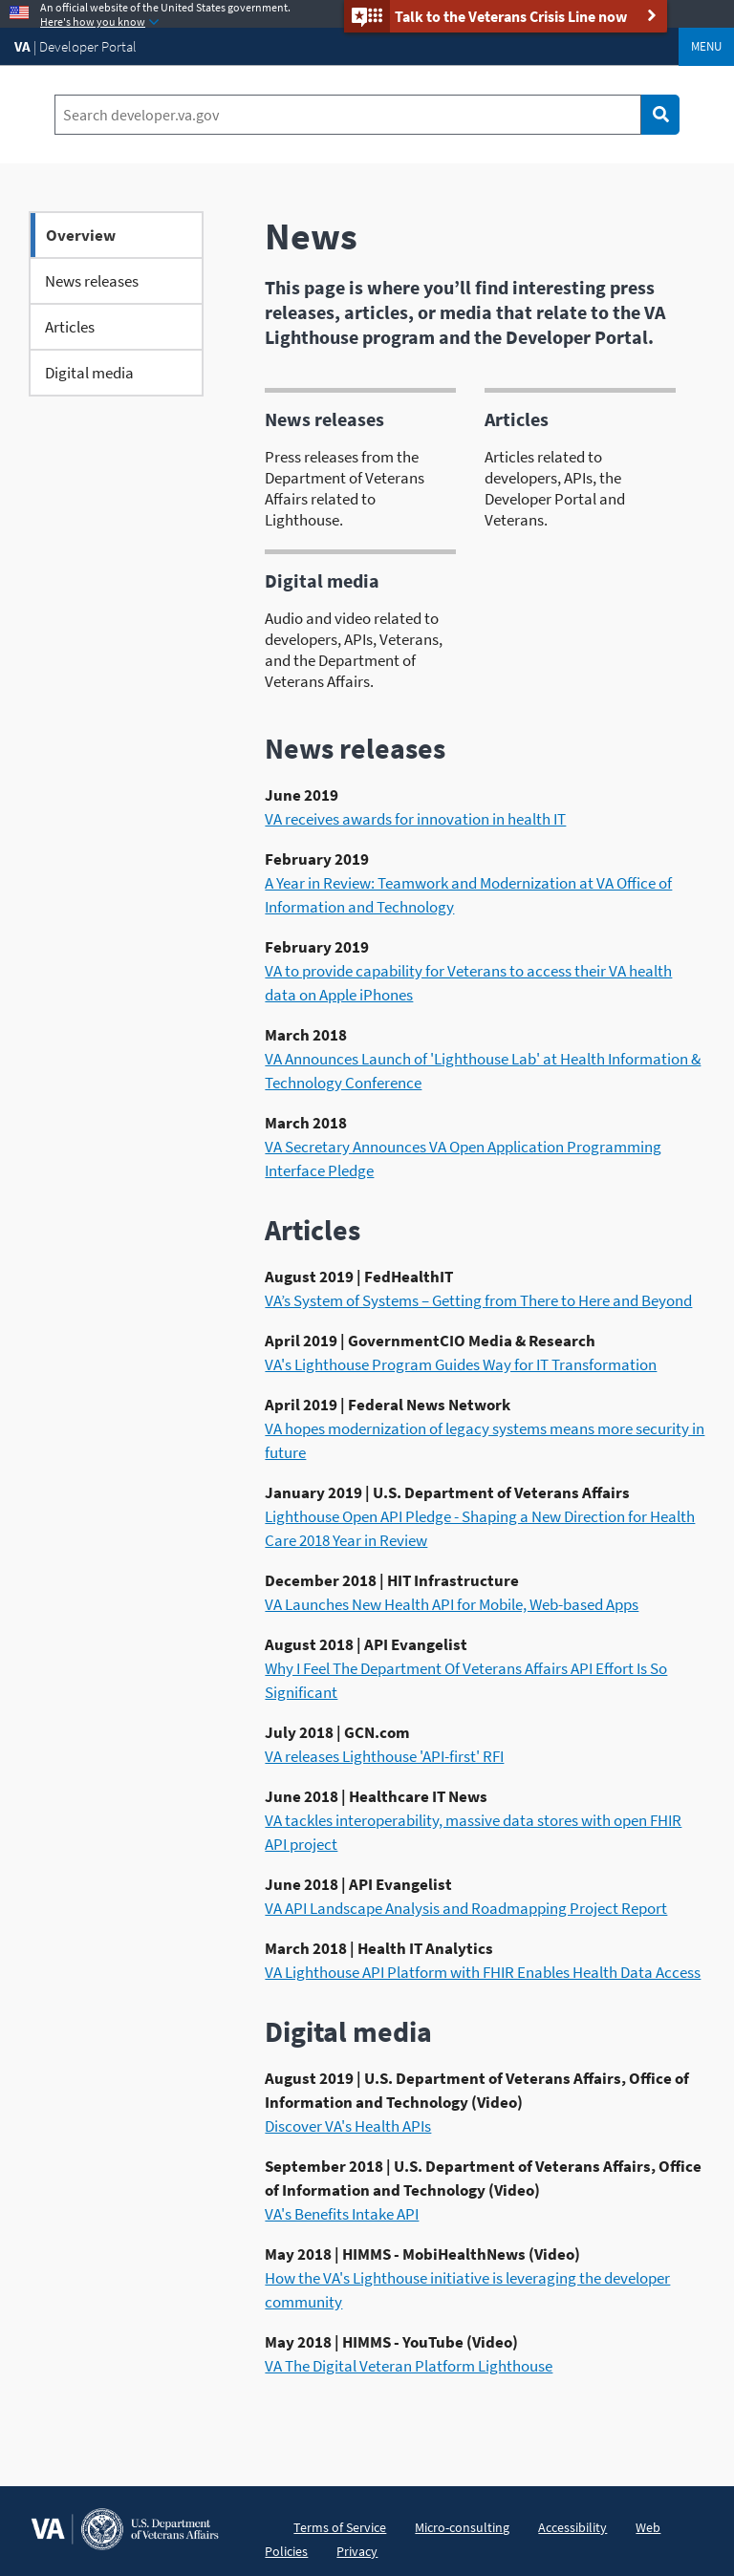 An official website of the United States government.
Here's how you know
Talk to the Veterans Crisis Line now
VA | Developer Portal
MENU
Search developer.va.gov
Overview
News releases
Articles
Digital media
News
This page is where you’ll find interesting press
releases, articles, or media that relate to the VA
Lighthouse program and the Developer Portal.
News releases
Press releases from the
Department of Veterans
Affairs related to
Lighthouse.
Articles
Articles related to
developers, APIs, the
Developer Portal and
Veterans.
Digital media
Audio and video related to
developers, APIs, Veterans,
and the Department of
Veterans Affairs.
News releases
June 2019
VA receives awards for innovation in health IT
February 2019
A Year in Review: Teamwork and Modernization at VA Office of
Information and Technology
February 2019
VA to provide capability for Veterans to access their VA health
data on Apple iPhones
March 2018
VA Announces Launch of 'Lighthouse Lab' at Health Information &
Technology Conference
March 2018
VA Secretary Announces VA Open Application Programming
Interface Pledge
Articles
August 2019 | FedHealthIT
VA’s System of Systems – Getting from There to Here and Beyond
April 2019 | GovernmentCIO Media & Research
VA's Lighthouse Program Guides Way for IT Transformation
April 2019 | Federal News Network
VA hopes modernization of legacy systems means more security in
future
January 2019 | U.S. Department of Veterans Affairs
Lighthouse Open API Pledge - Shaping a New Direction for Health
Care 2018 Year in Review
December 2018 | HIT Infrastructure
VA Launches New Health API for Mobile, Web-based Apps
August 2018 | API Evangelist
Why I Feel The Department Of Veterans Affairs API Effort Is So
Significant
July 2018 | GCN.com
VA releases Lighthouse 'API-first' RFI
June 2018 | Healthcare IT News
VA tackles interoperability, massive data stores with open FHIR
API project
June 2018 | API Evangelist
VA API Landscape Analysis and Roadmapping Project Report
March 2018 | Health IT Analytics
VA Lighthouse API Platform with FHIR Enables Health Data Access
Digital media
August 2019 | U.S. Department of Veterans Affairs, Office of
Information and Technology (Video)
Discover VA's Health APIs
September 2018 | U.S. Department of Veterans Affairs, Office
of Information and Technology (Video)
VA's Benefits Intake API
May 2018 | HIMMS - MobiHealthNews (Video)
How the VA's Lighthouse initiative is leveraging the developer
community
May 2018 | HIMMS - YouTube (Video)
VA The Digital Veteran Platform Lighthouse
VA
U.S. Department
of Veterans Affairs
Terms of Service Micro-consulting Accessibility Web
Policies Privacy